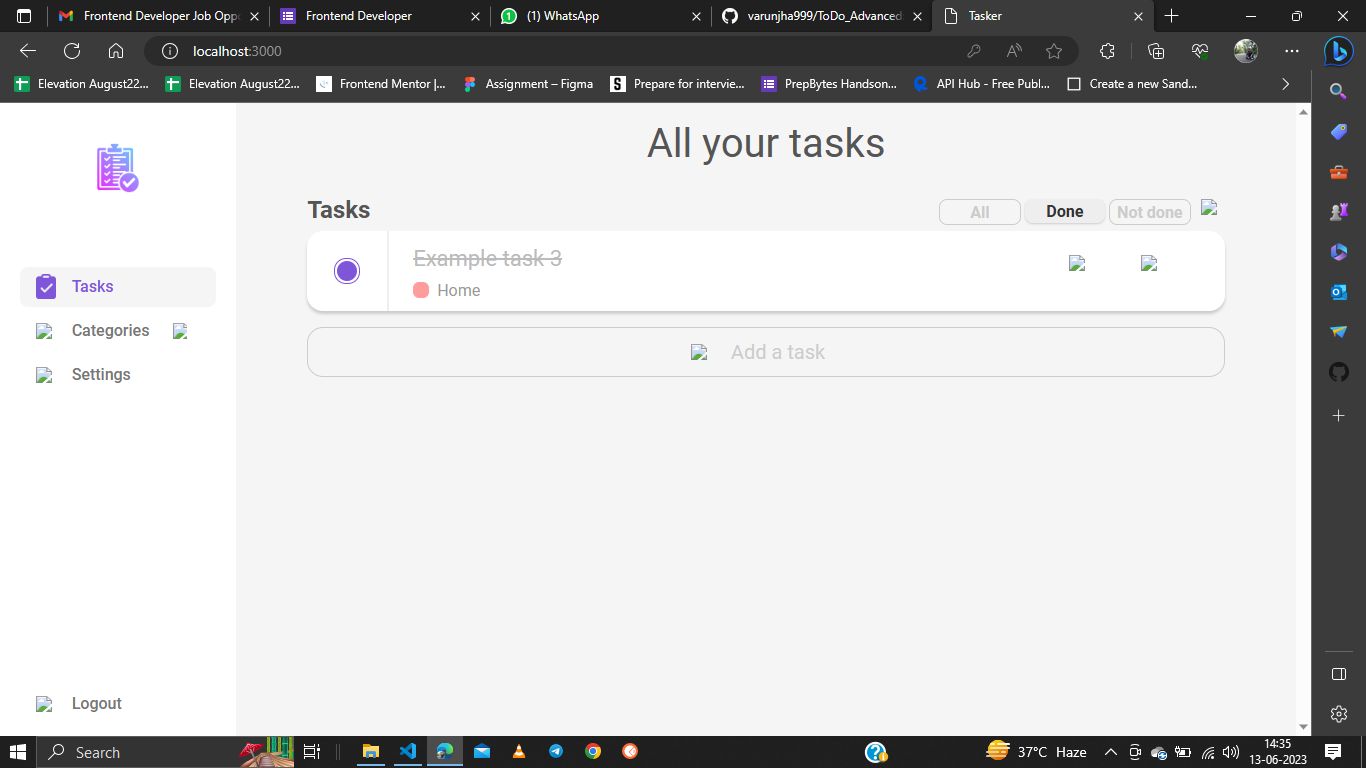 Frontend Developer Job Oppo
Frontend Developer
(1) WhatsApp
varunjha999/ToDo_Advanced
Tasker
localhost:3000
Elevation August22...
Elevation August22...
Frontend Mentor |...
Assignment – Figma
Prepare for intervie...
PrepBytes Handson...
API Hub - Free Publ...
Create a new Sand...
All your tasks
Tasks
All
Done
Not done
Example task 3
Home
Add a task
Tasks
Categories
Settings
Logout
Search
37°C Haze
14:35
13-06-2023